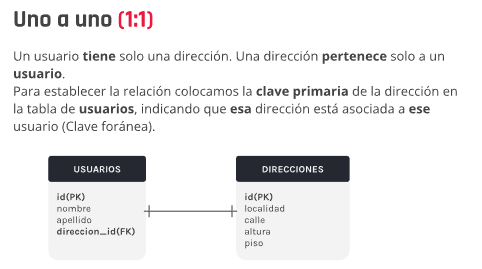 Uno a uno (1:1)
Un usuario tiene solo una dirección. Una dirección pertenece solo a un
usuario.
Para establecer la relación colocamos la clave primaria de la dirección en
la tabla de usuarios, indicando que esa dirección está asociada a ese
usuario (Clave foránea).
USUARIOS
id(PK)
nombre
apellido
direccion_id(FK)
DIRECCIONES
id(PK)
localidad
calle
altura
piso